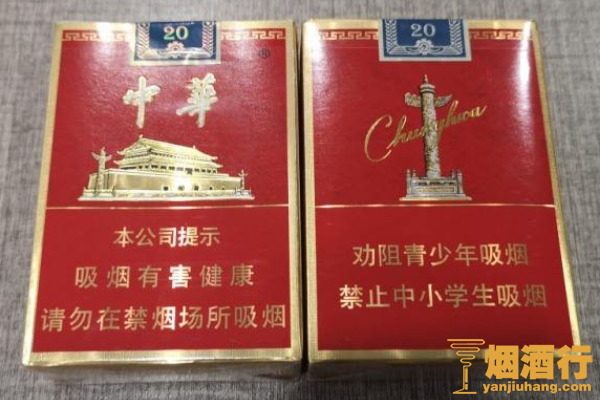 20
中華
本公司提示
吸烟有害健康
请勿在禁烟场所吸烟
20
Chunghwa
劝阻青少年吸烟
禁止中小学生吸烟
烟酒行
yanjiuhang.com